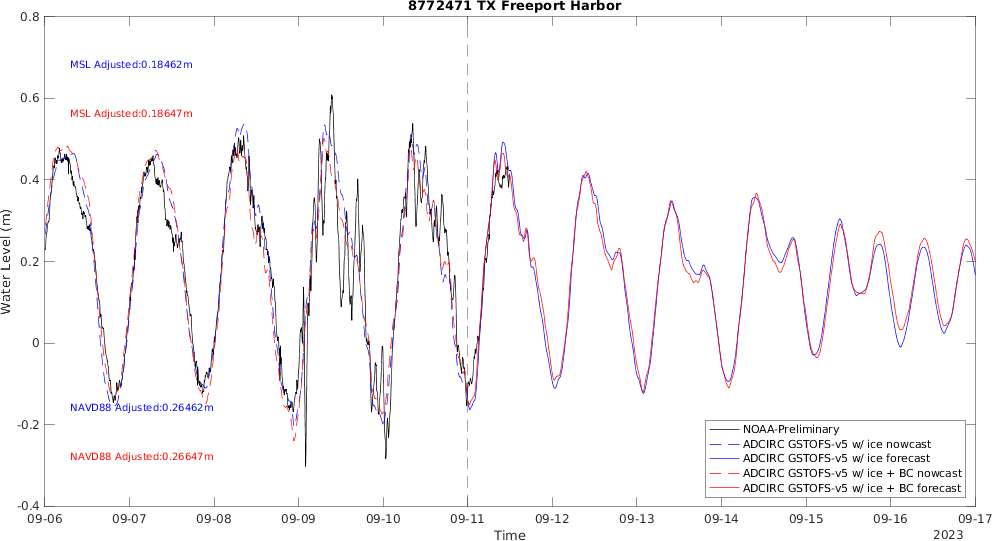 8772471 TX Freeport Harbor
0.8
0.6
0.4
0.2
0
-0.2
-0.4
Water Level (m)
MSL Adjusted:0.18462m
MSL Adjusted:0.18647m
NAVD88 Adjusted:0.26462m
NAVD88 Adjusted:0.26647m
NOAA-Preliminary
ADCIRC GSTOFS-v5 w/ ice nowcast
ADCIRC GSTOFS-v5 w/ ice forecast
ADCIRC GSTOFS-v5 w/ ice + BC nowcast
ADCIRC GSTOFS-v5 w/ ice + BC forecast
09-06 09-07 09-08 09-09 09-10 09-11 09-12 09-13 09-14 09-15 09-16 09-17
Time
2023